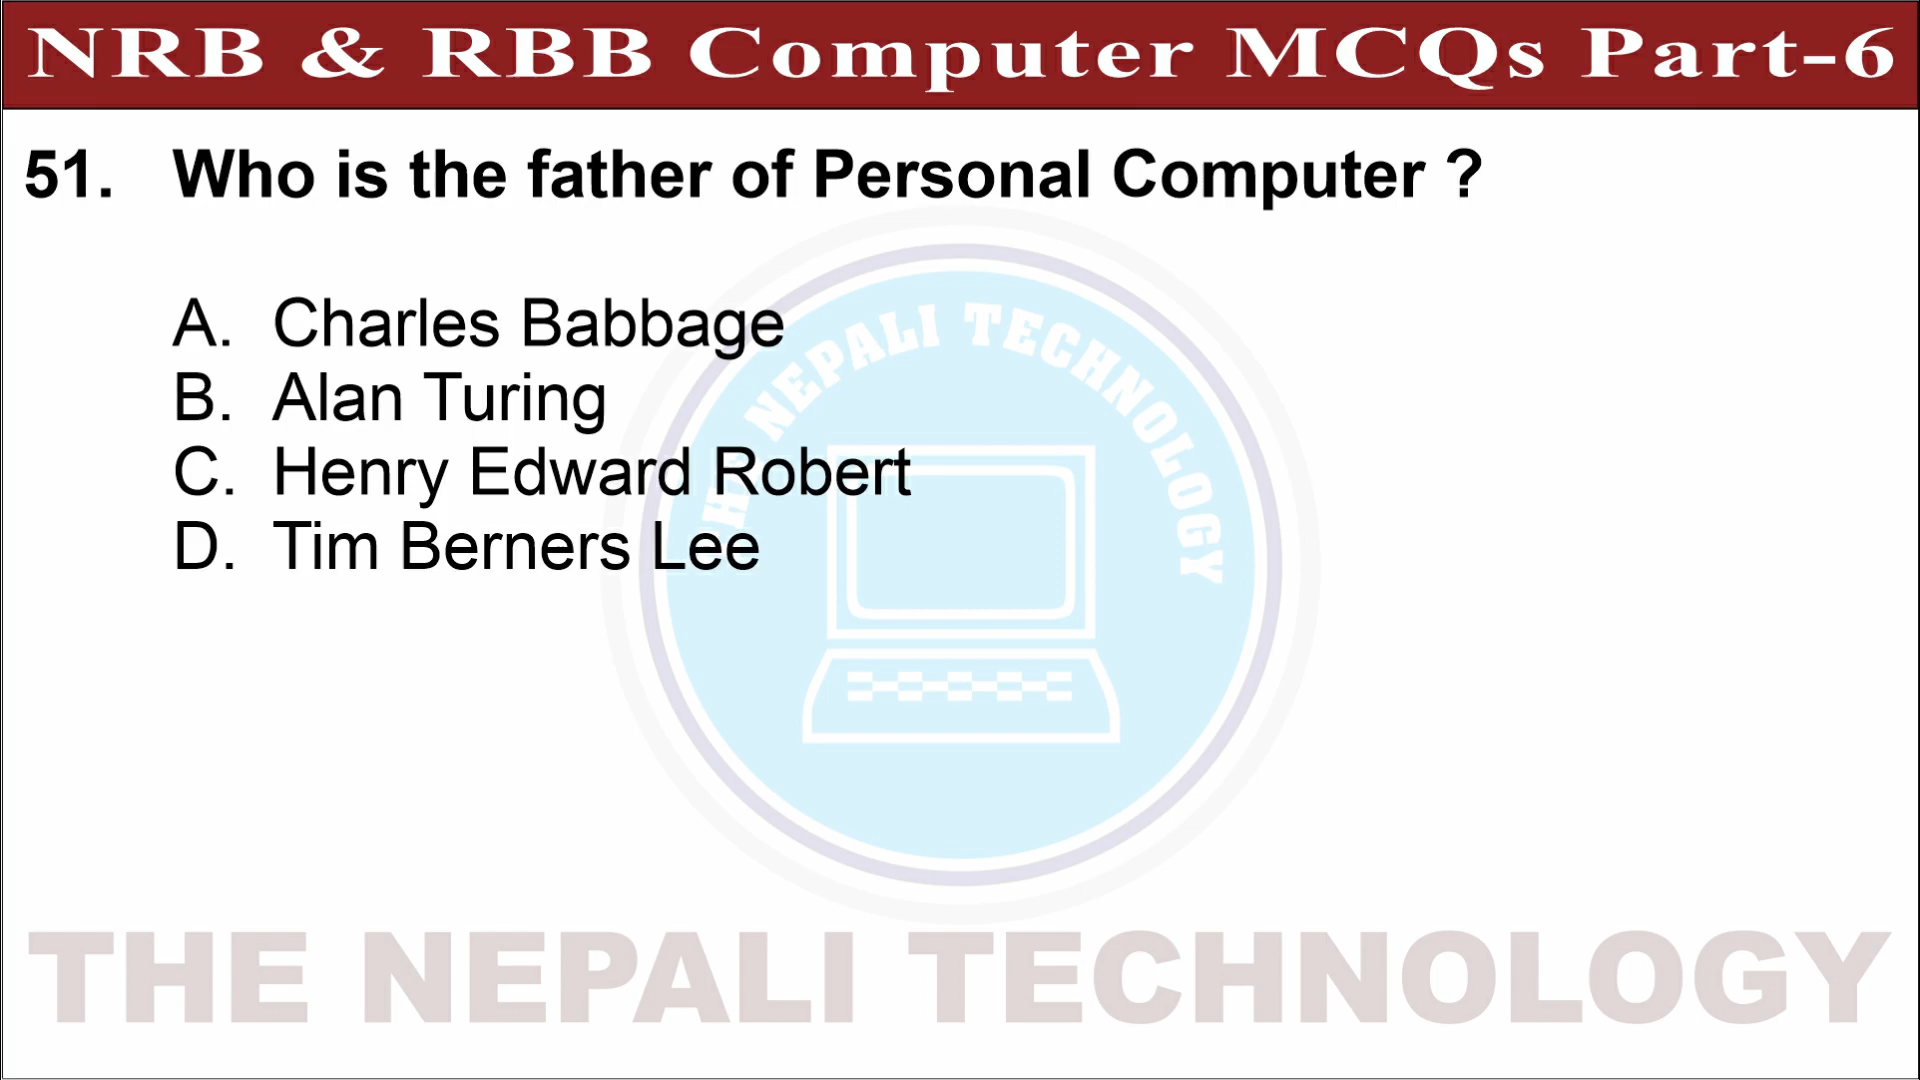 NRB & RBB Computer MCQs Part-6
51. Who is the father of Personal Computer ?
A. Charles Babbage
B. Alan Turing
C. Henry Edward Robert
D. Tim Berners Lee
THE NEPALI TECHNOLOGY
THE NEPALI TECHNOLOGY